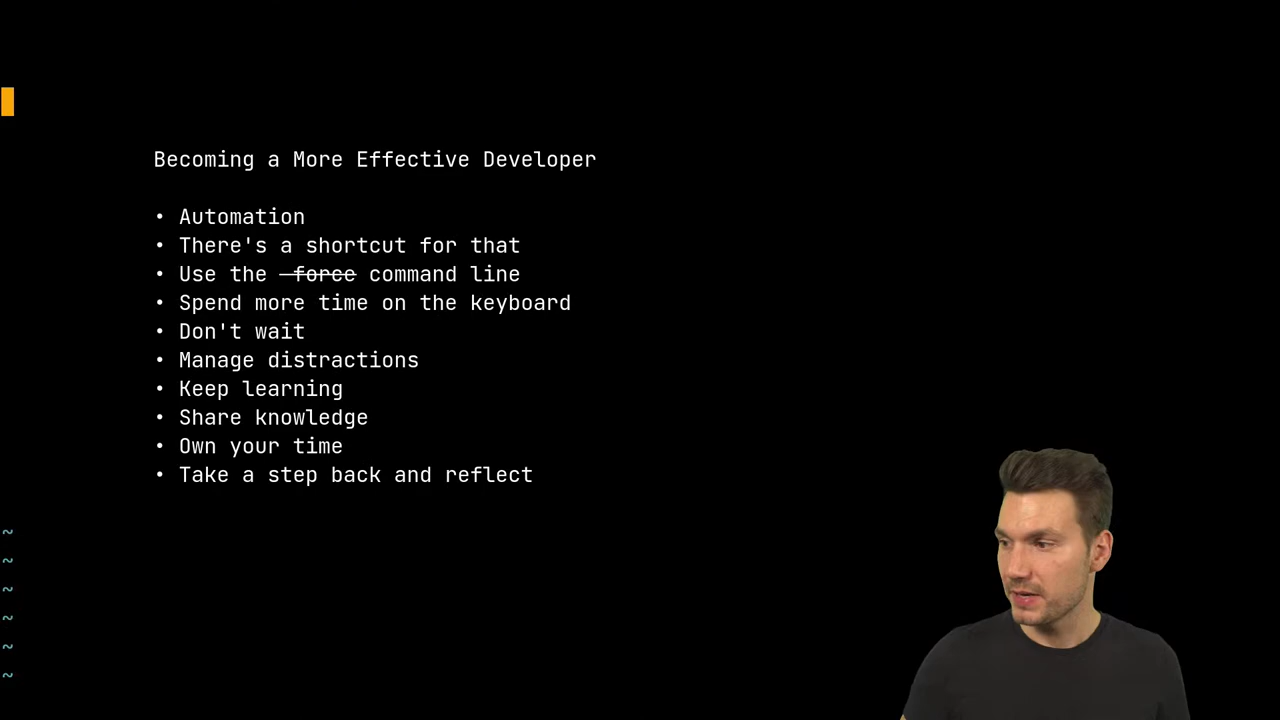 Becoming a More Effective Developer
• Automation
• There's a shortcut for that
• Use the –force command line
• Spend more time on the keyboard
• Don't wait
• Manage distractions
• Keep learning
• Share knowledge
• Own your time
• Take a step back and reflect
~
~
~
~
~
~